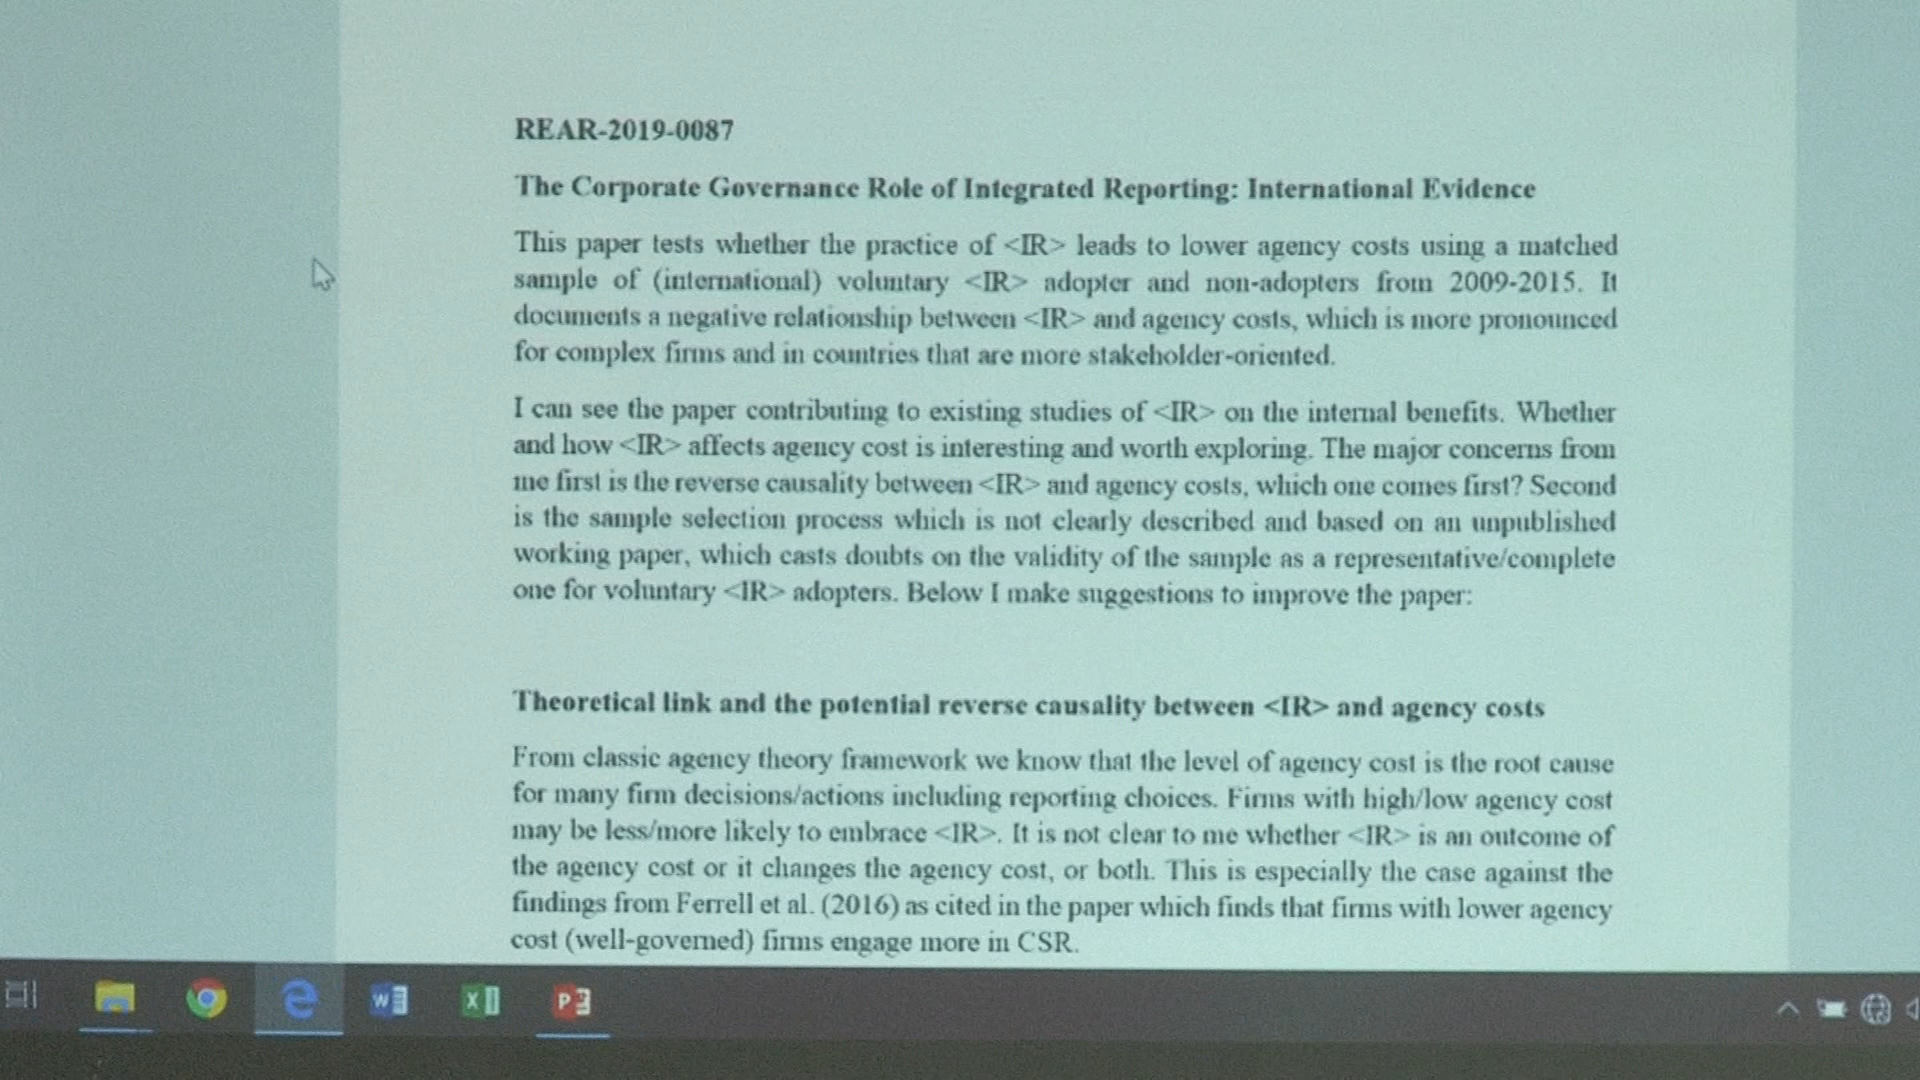 REAR-2019-0087
The Corporate Governance Role of Integrated Reporting: International Evidence
This paper tests whether the practice of <IR> leads to lower agency costs using a matched
sample of (international) voluntary <IR> adopter and non-adopters from 2009-2015. It
documents a negative relationship between <IR> and agency costs, which is more pronounced
for complex firms and in countries that are more stakeholder-oriented.
I can see the paper contributing to existing studies of <IR> on the internal benefits. Whether
and how <IR> affects agency cost is interesting and worth exploring. The major concerns from
me first is the reverse causality between <IR> and agency costs, which one comes first? Second
is the sample selection process which is not clearly described and based on an unpublished
working paper, which casts doubts on the validity of the sample as a representative/complete
one for voluntary <IR> adopters. Below I make suggestions to improve the paper:
Theoretical link and the potential reverse causality between <IR> and agency costs
From classic agency theory framework we know that the level of agency cost is the root cause
for many firm decisions/actions including reporting choices. Firms with high/low agency cost
may be less/more likely to embrace <IR>. It is not clear to me whether <IR> is an outcome of
the agency cost or it changes the agency cost, or both. This is especially the case against the
findings from Ferrell et al. (2016) as cited in the paper which finds that firms with lower agency
cost (well-governed) firms engage more in CSR.